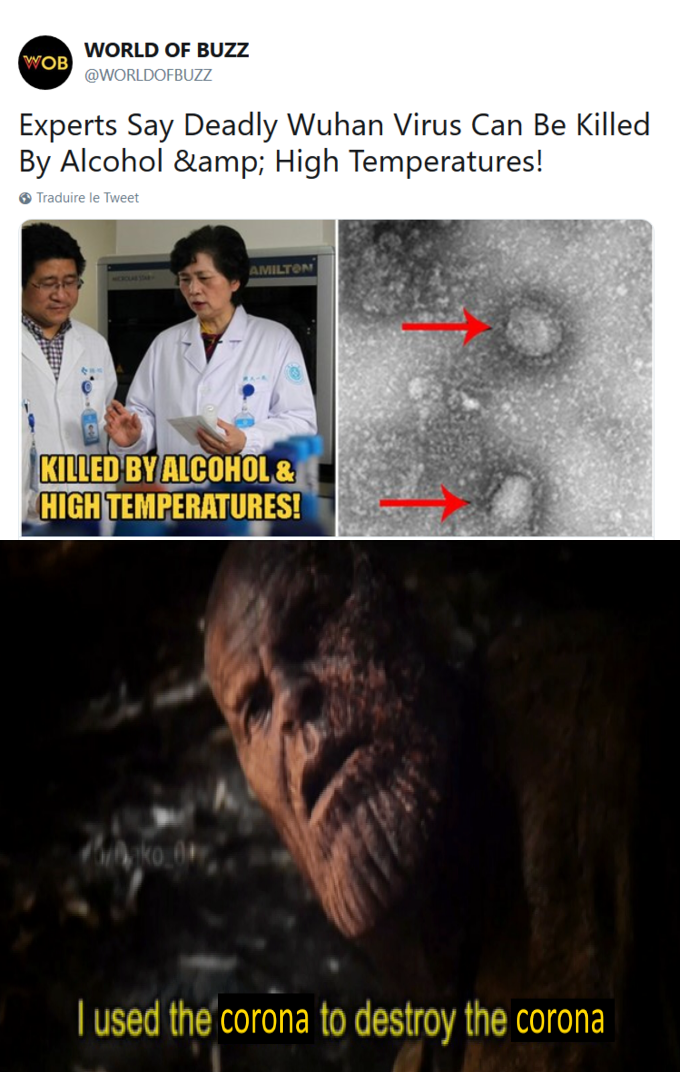 WOB
WORLD OF BUZZ
@WORLDOFBUZZ
Experts Say Deadly Wuhan Virus Can Be Killed
By Alcohol &amp; High Temperatures!
Traduire le Tweet
AMILTON
KILLED BY ALCOHOL &
HIGH TEMPERATURES!
I used the corona to destroy the corona